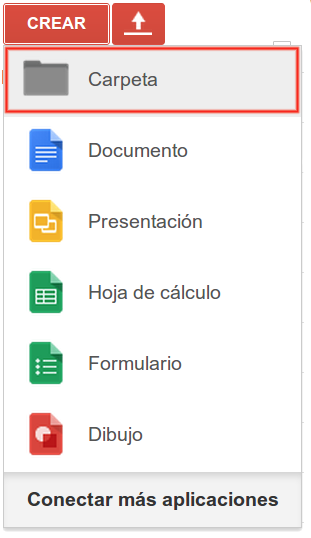 CREAR
Carpeta
Documento
Presentación
Hoja de cálculo
Formulario
Dibujo
Conectar más aplicaciones